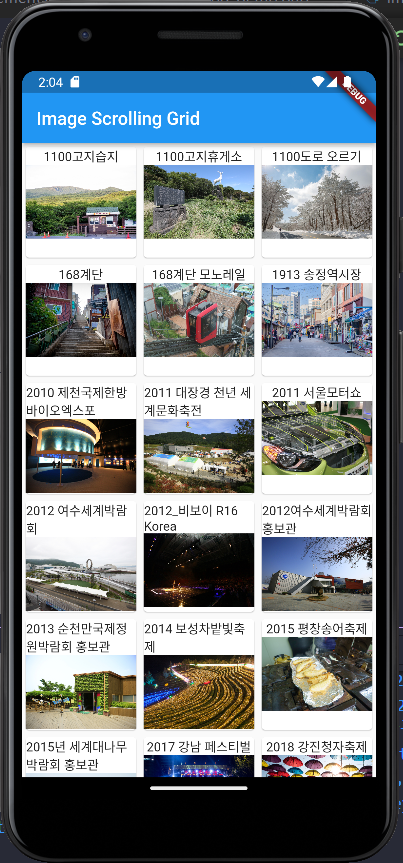 2:04
DEBUG
Image Scrolling Grid
1100고지습지
1100고지휴게소
1100도로 오르기
168계단
168계단 모노레일
1913 송정역시장
2010 제천국제한방
바이오엑스포
2011 대장경 천년 세
계문화축전
2011 서울모터쇼
2012 여수세계박람
회
2012_비보이 R16
Korea
2012여수세계박람회
홍보관
2013 순천만국제정
원박람회 홍보관
2014 보성차밭빛축
제
2015 평창송어축제
2015년 세계대나무
박람회 홍보관
2017 강남 페스티벌
2018 강진청자축제